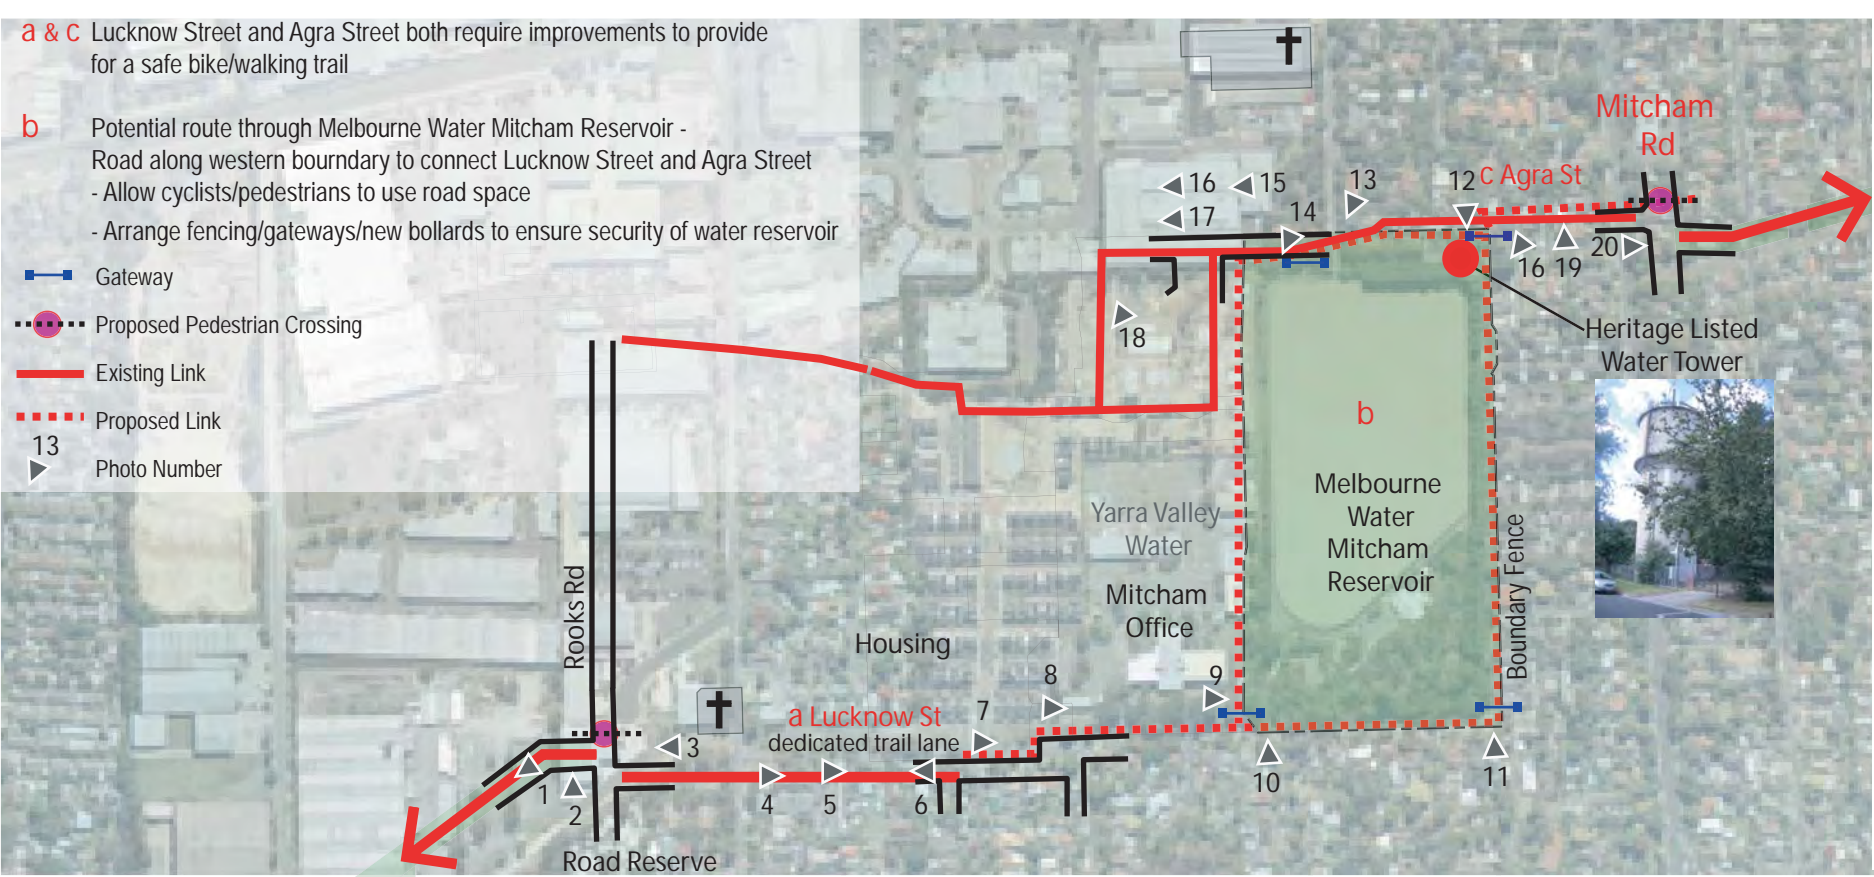 a & c Lucknow Street and Agra Street both require improvements to provide
for a safe bike/walking trail
b Potential route through Melbourne Water Mitcham Reservoir -
Road along western bourndary to connect Lucknow Street and Agra Street
- Allow cyclists/pedestrians to use road space
- Arrange fencing/gateways/new bollards to ensure security of water reservoir
Gateway
Proposed Pedestrian Crossing
Existing Link
Proposed Link
13
Photo Number
Mitcham
Rd
16
15
13
12
c Agra St
17
14
16
19
20
18
Heritage Listed
Water Tower
b
Melbourne
Water
Mitcham
Reservoir
Yarra Valley
Water
Mitcham
Office
Boundary Fence
Rooks Rd
Housing
8
9
7
a Lucknow St
dedicated trail lane
3
1
2
4
5
6
10
11
Road Reserve